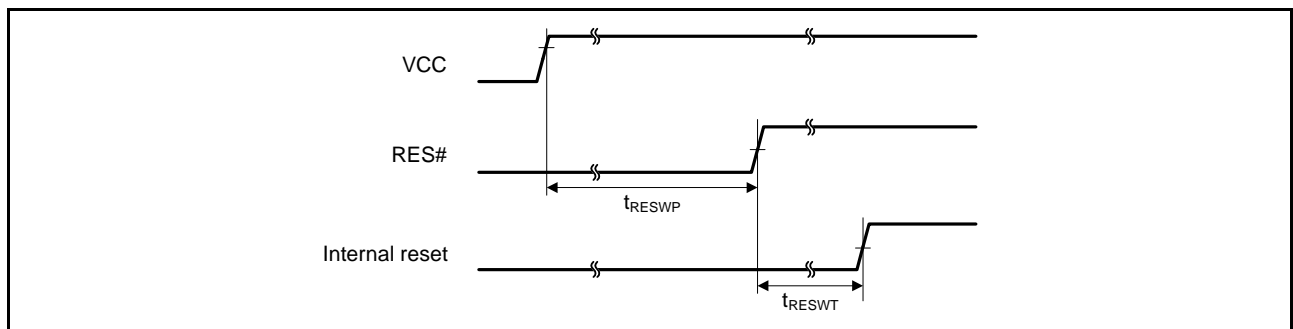 VCC
RES#
tRESWP
Internal reset
tRESWT